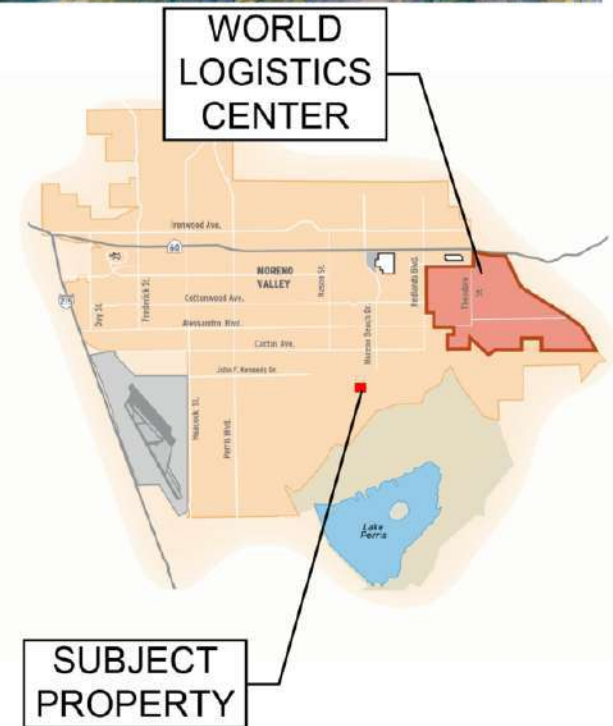 WORLD
LOGISTICS
CENTER
Ironwood Ave.
60
MORENO
VALLEY
Nason St.
Redlands Blvd.
Theodore
St
215
Day St.
Frederick St.
Cottonwood Ave.
Alessandro Blvd.
Moreno Beach Dr.
Cactus Ave.
John F. Kennedy Dr.
Heacock St.
Perris Blvd.
Lake
Perris
SUBJECT
PROPERTY